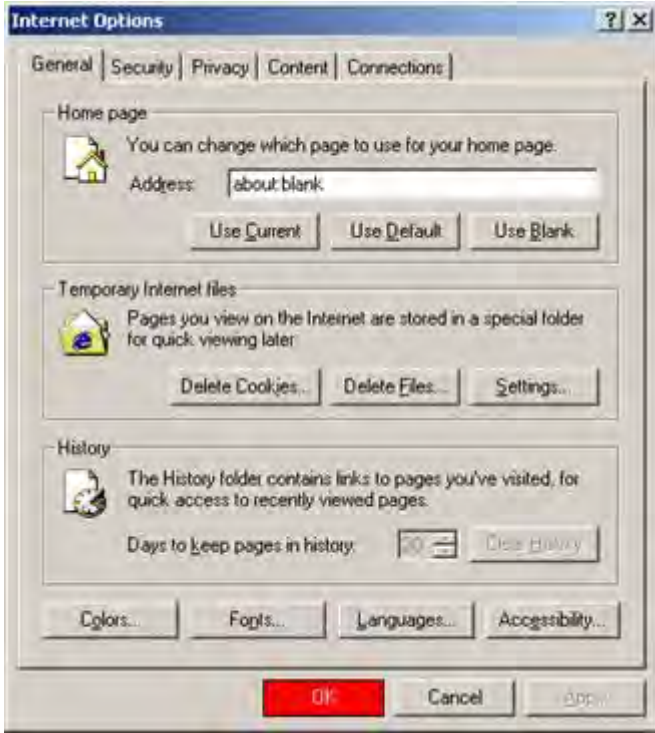 Internet Options
General Security Privacy Content Connections
Home page
You can change which page to use for your home page.
Address: about:blank
Use Current Use Default Use Blank
Temporary Internet files
Pages you view on the Internet are stored in a special folder
for quick viewing later.
Delete Cookies... Delete Files... Settings...
History
The History folder contains links to pages you've visited, for
quick access to recently viewed pages.
Days to keep pages in history: 20 Clear History
Colors... Fonts... Languages... Accessibility...
OK Cancel Apply